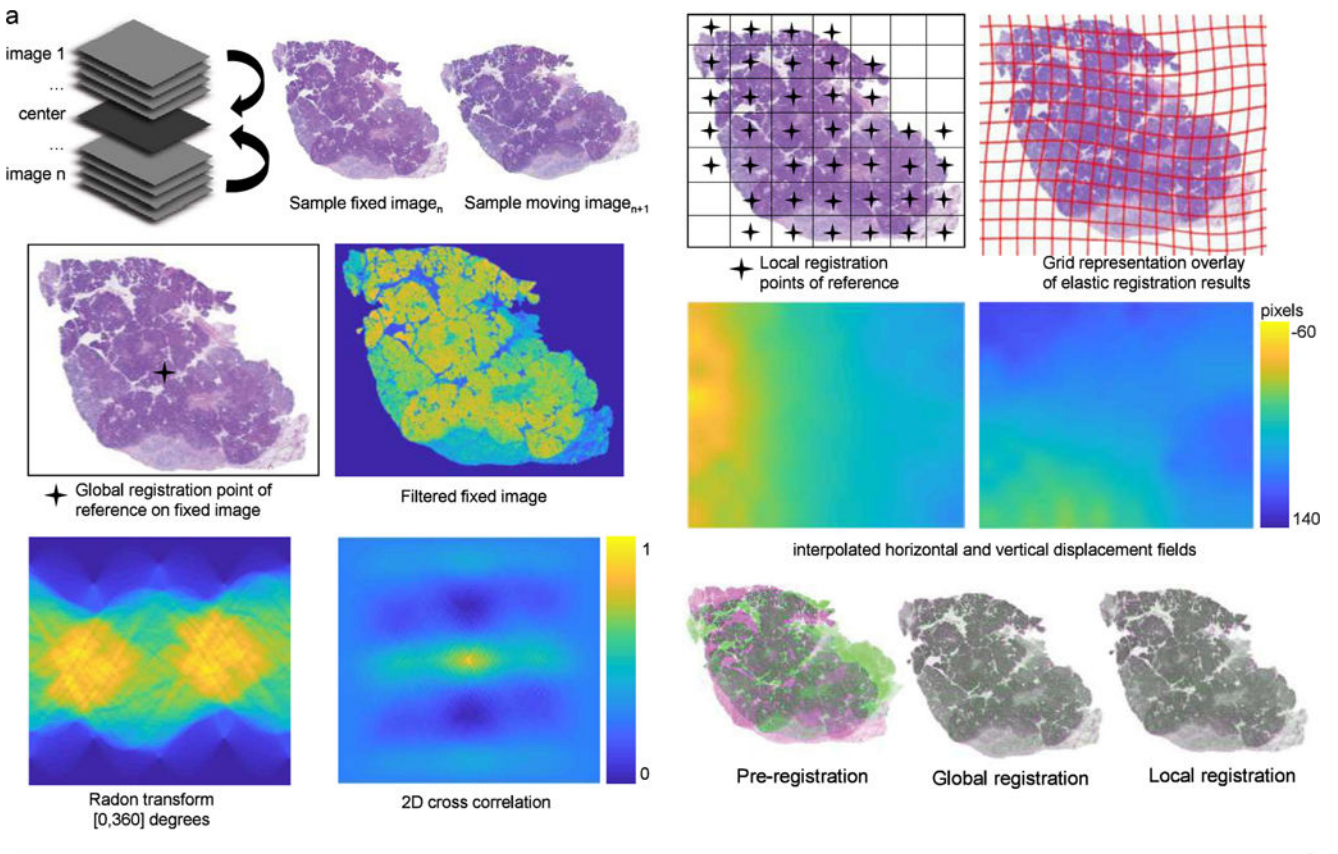 a
image 1
...
center
...
image n
Sample fixed imageₙ
Sample moving imageₙ₊₁
Global registration point of
reference on fixed image
Filtered fixed image
Radon transform
[0,360] degrees
2D cross correlation
1
0
Local registration
points of reference
Grid representation overlay
of elastic registration results
pixels
-60
140
interpolated horizontal and vertical displacement fields
Pre-registration
Global registration
Local registration